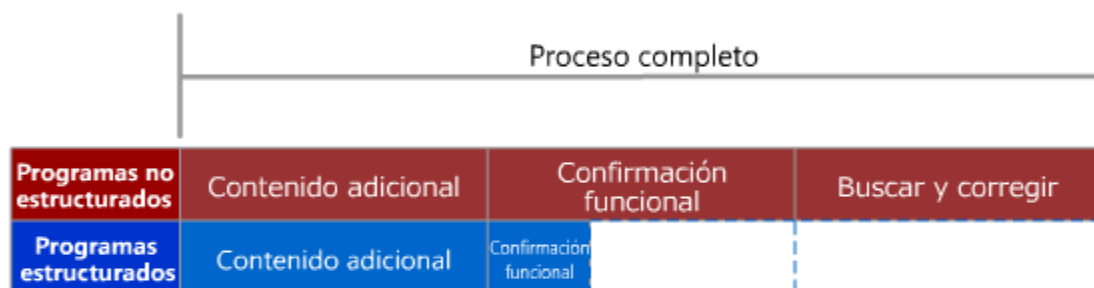 Proceso completo
Programas no
estructurados
Contenido adicional
Confirmación
funcional
Buscar y corregir
Programas
estructurados
Contenido adicional
Confirmación
funcional